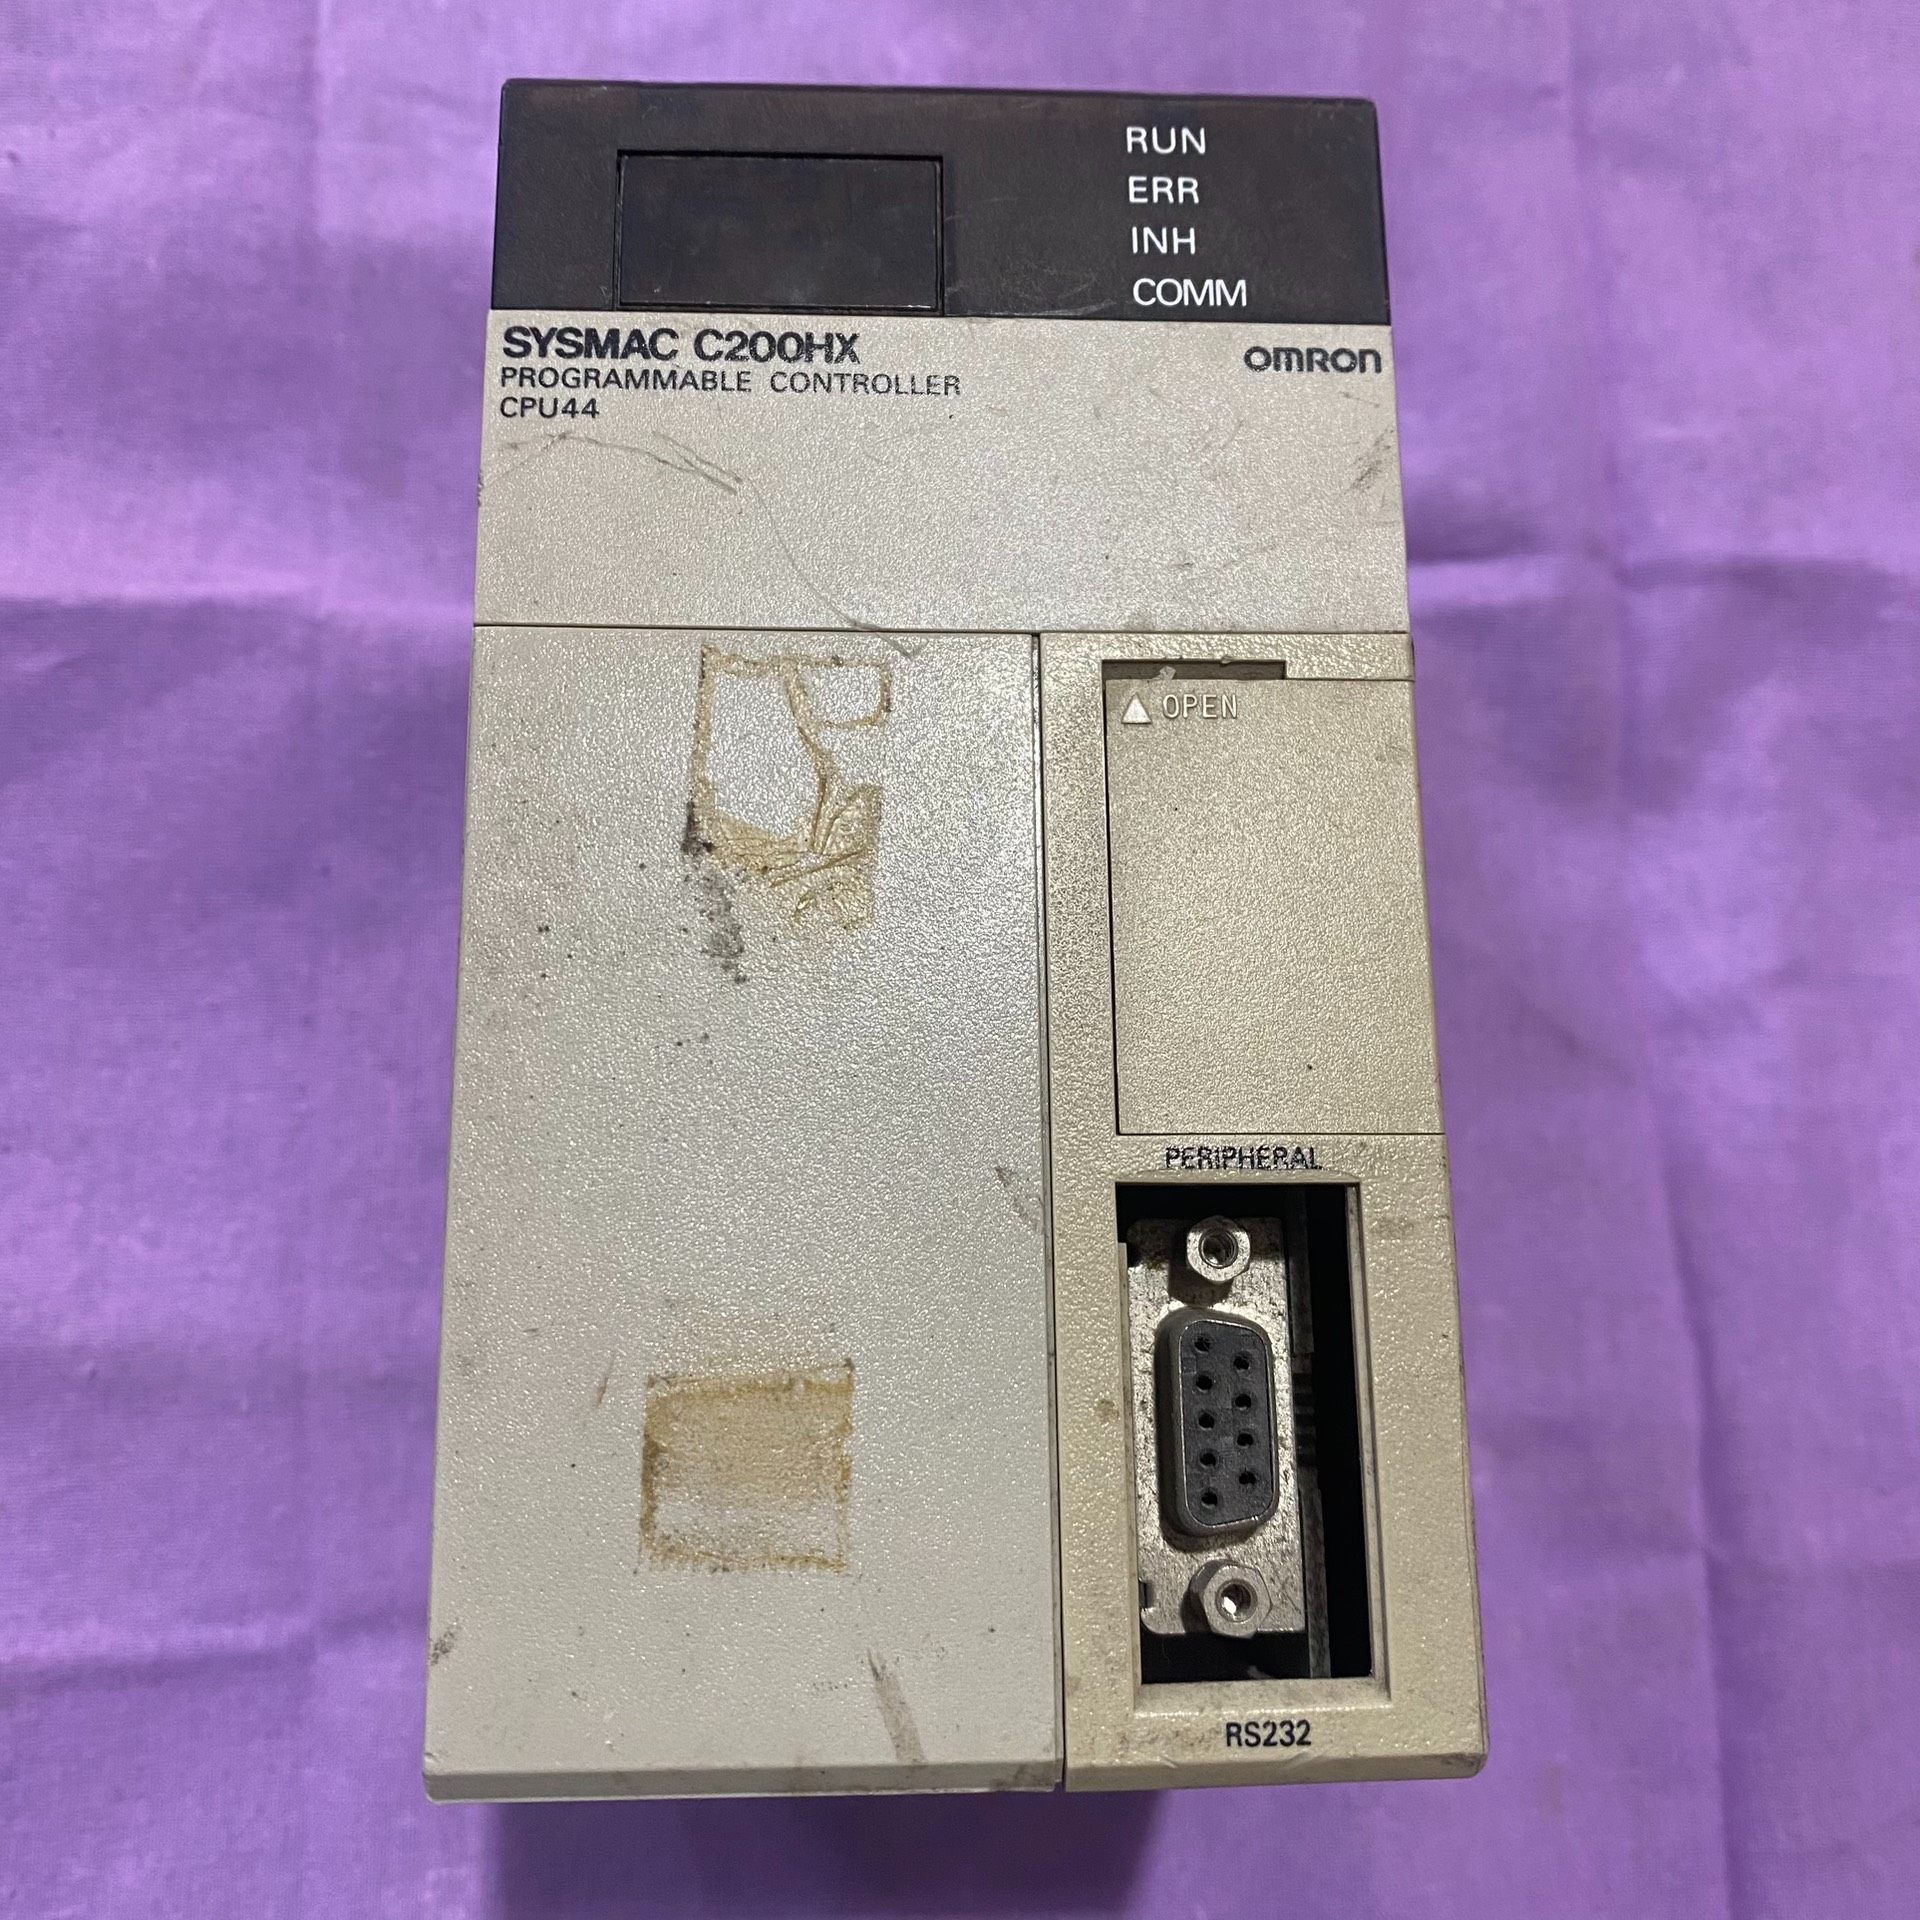 RUN
ERR
INH
COMM
SYSMAC C200HX
OMRON
PROGRAMMABLE CONTROLLER
CPU44
OPEN
PERIPHERAL
RS232